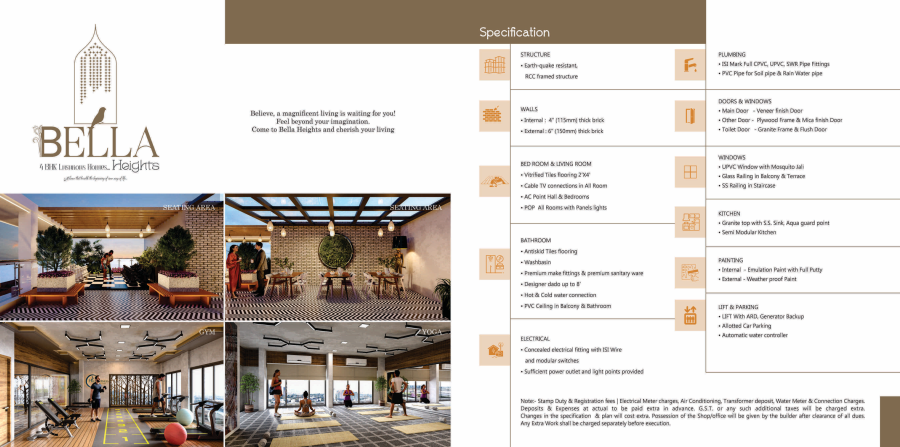 BELLA
Heights
4 BHK Luxurious Homes...
Believe, a magnificent living is waiting for you!
Feel beyond your imagination.
Come to Bella Heights and cherish your living
SEATING AREA
SEATING AREA
GYM
YOGA
Specification
STRUCTURE
• Earth-quake resistant,
RCC framed structure
WALLS
• Internal : 4" (115mm) thick brick
• External : 6" (150mm) thick brick
BED ROOM & LIVING ROOM
• Vitrified Tiles flooring 2'X4'
• Cable TV connections in All Room
• AC Point Hall & Bedrooms
• POP All Rooms with Panels lights
BATHROOM
• Antiskid Tiles flooring
• Washbasin
• Premium make fittings & premium sanitary ware
• Designer dado up to 8'
• Hot & Cold water connection
• PVC Ceiling in Balcony & Bathroom
ELECTRICAL
• Concealed electrical fitting with ISI Wire
and modular switches
• Sufficient power outlet and light points provided
PLUMBING
• ISI Mark Full CPVC, UPVC, SWR Pipe Fittings
• PVC Pipe for Soil pipe & Rain Water pipe
DOORS & WINDOWS
• Main Door - Veneer finish Door
• Other Door - Plywood Frame & Mica finish Door
• Toilet Door - Granite Frame & Flush Door
WINDOWS
• UPVC Window with Mosquito Jali
• Glass Railing in Balcony & Terrace
• SS Railing in Staircase
KITCHEN
• Granite top with S.S. Sink, Aqua guard point
• Semi Modular Kitchen
PAINTING
• Internal - Emulation Paint with Full Putty
• External - Weather proof Paint
LIFT & PARKING
• LIFT With ARD, Generator Backup
• Allotted Car Parking
• Automatic water controller
Note:- Stamp Duty & Registration fees | Electrical Meter charges, Air Conditioning, Transformer deposit, Water Meter & Connection Charges.
Deposits & Expenses at actual to be paid extra in advance. G.S.T. or any such additional taxes will be charged extra.
Changes in the specification & plan will cost extra. Possession of the Shop/office will be given by the builder after clearance of all dues.
Any Extra Work shall be charged separately before execution.